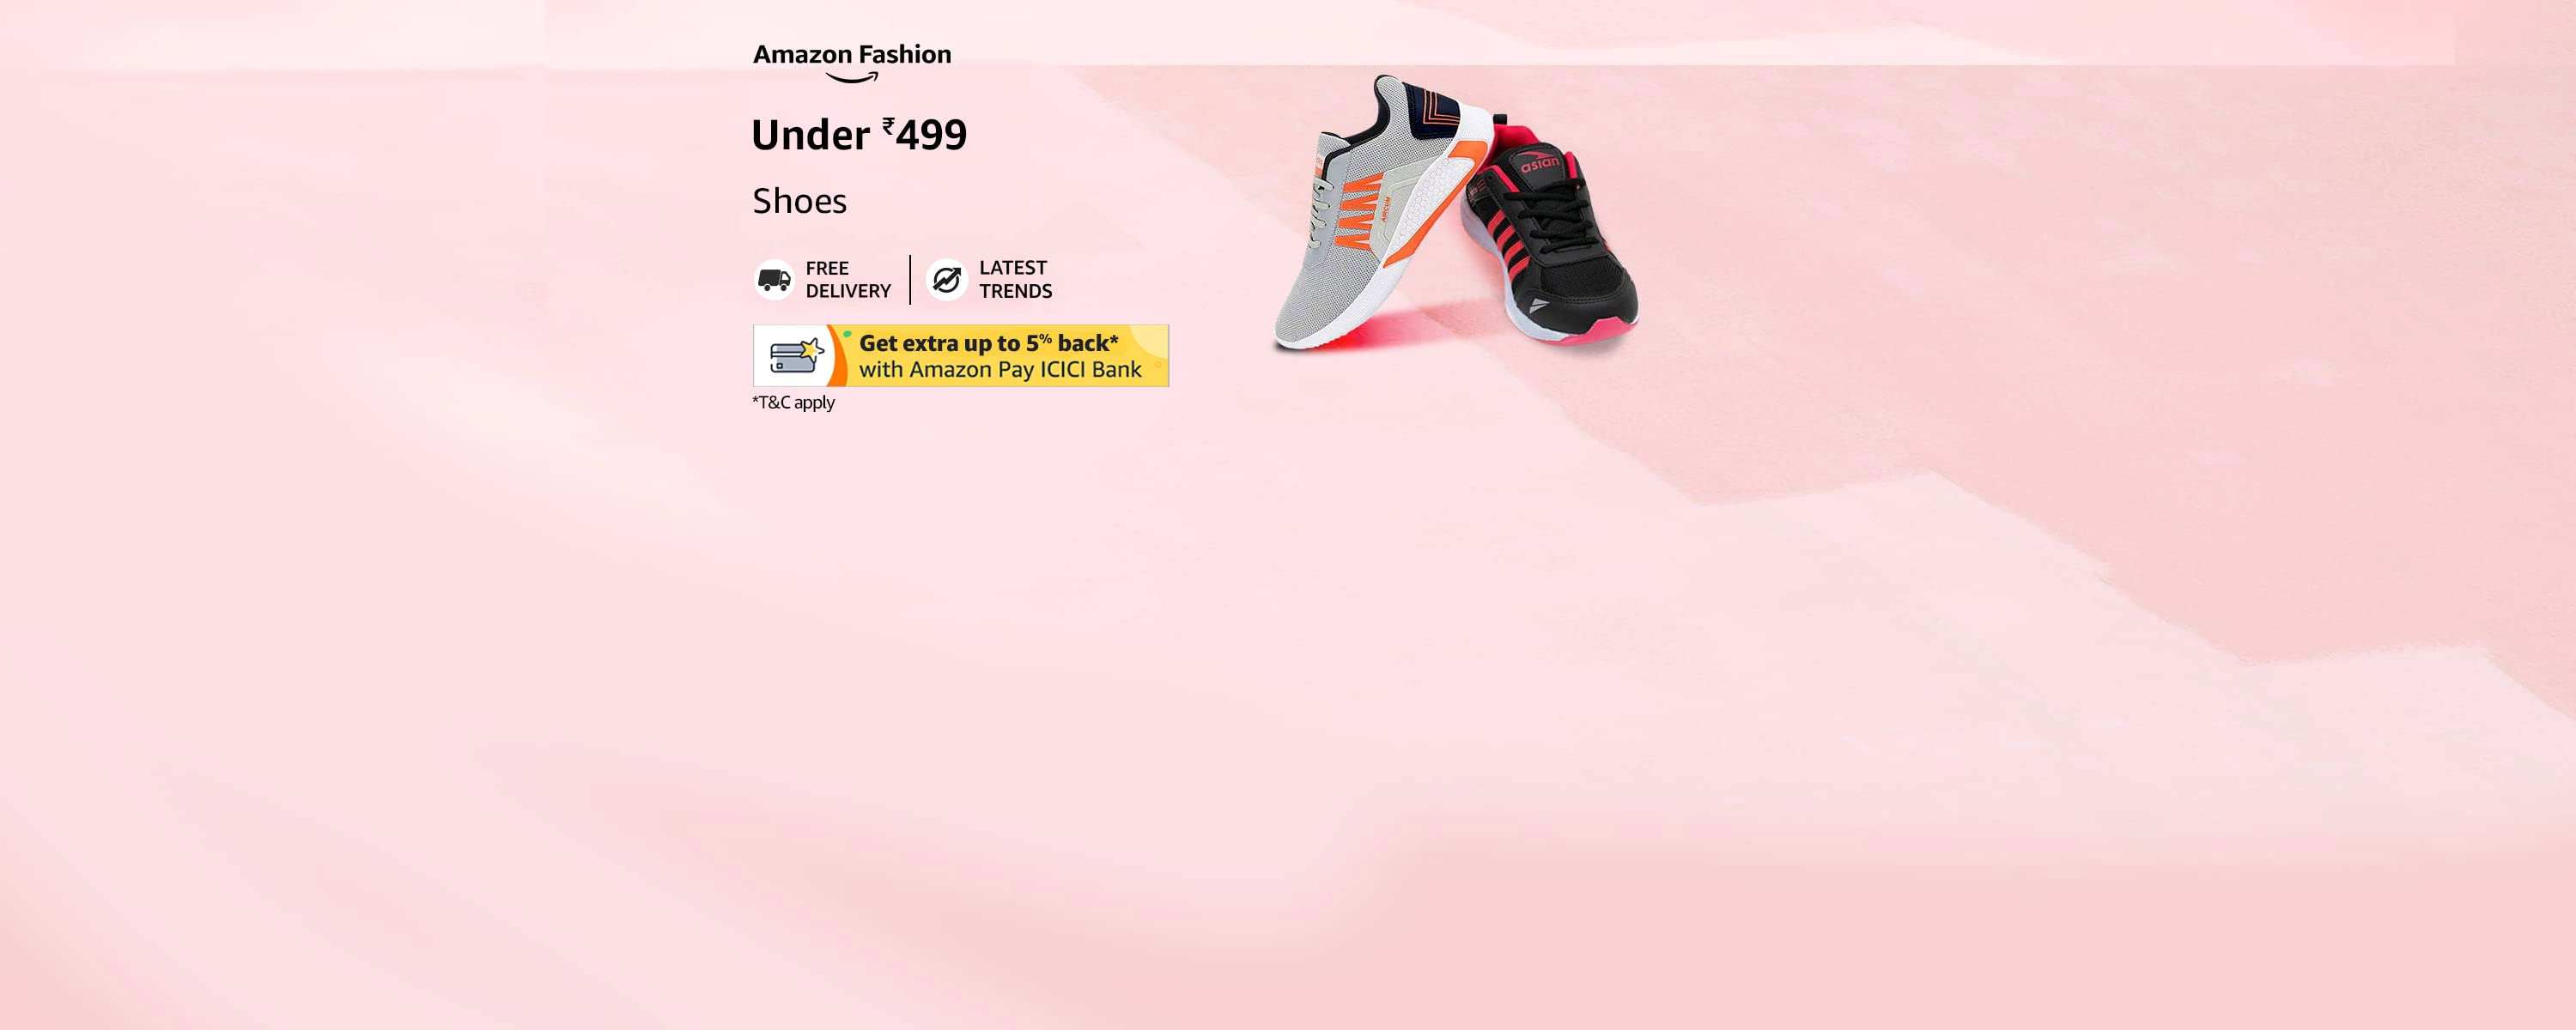 Amazon Fashion
Under ₹499
Shoes
FREE
DELIVERY
LATEST
TRENDS
Get extra up to 5% back*
with Amazon Pay ICICI Bank
*T&C apply
asian